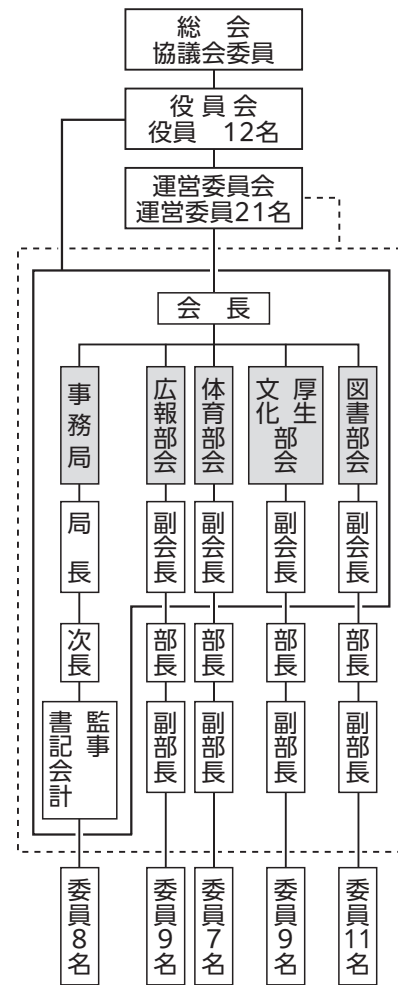 総　会
協議会委員
役 員 会
役員　12名
運営委員会
運営委員21名
会　長
事務局
広報部会
体育部会
厚生
文化
部会
図書部会
局　長
副会長
副会長
副会長
副会長
次長
部長
部長
部長
部長
監事
書記会計
副部長
副部長
副部長
副部長
委員8名
委員9名
委員7名
委員9名
委員11名